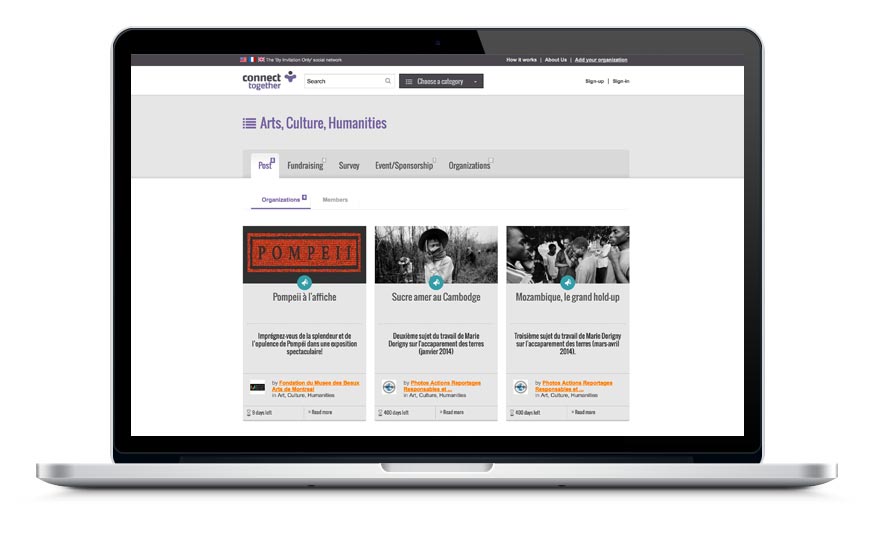 The 'By Invitation Only' social network
How it works | About Us | Add your organization
connect
together
Search
Choose a category
Sign-up | Sign-in
Arts, Culture, Humanities
Post
Fundraising
Survey
Event/Sponsorship
Organizations
Organizations
Members
POMPEII
Pompeii à l'affiche
Imprégnez-vous de la splendeur et de
l'opulence de Pompéi dans une exposition
spectaculaire!
by Fondation du Musee des Beaux
Arts de Montreal
in Art, Culture, Humanities
9 days left
» Read more
Sucre amer au Cambodge
Deuxième sujet du travail de Marie
Dorigny sur l'accaparement des terres
(janvier 2014)
by Photos Actions Reportages
Responsables et ...
in Art, Culture, Humanities
460 days left
» Read more
Mozambique, le grand hold-up
Troisième sujet du travail de Marie Dorigny
sur l'accaparement des terres (mars-avril
2014).
by Photos Actions Reportages
Responsables et ...
in Art, Culture, Humanities
400 days left
» Read more